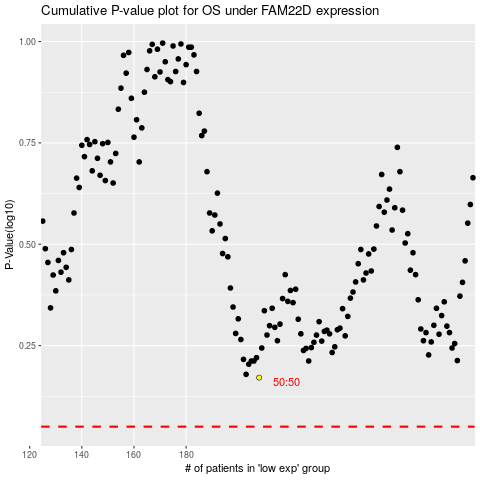 Cumulative P-value plot for OS under FAM22D expression
1.00
0.75
0.50
0.25
P-Value(log10)
50:50
120 140 160 180
# of patients in 'low exp' group